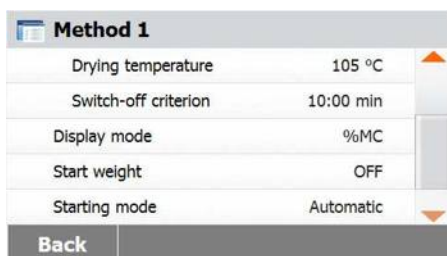 Method 1
Drying temperature 105 °C
Switch-off criterion 10:00 min
Display mode %MC
Start weight OFF
Starting mode Automatic
Back